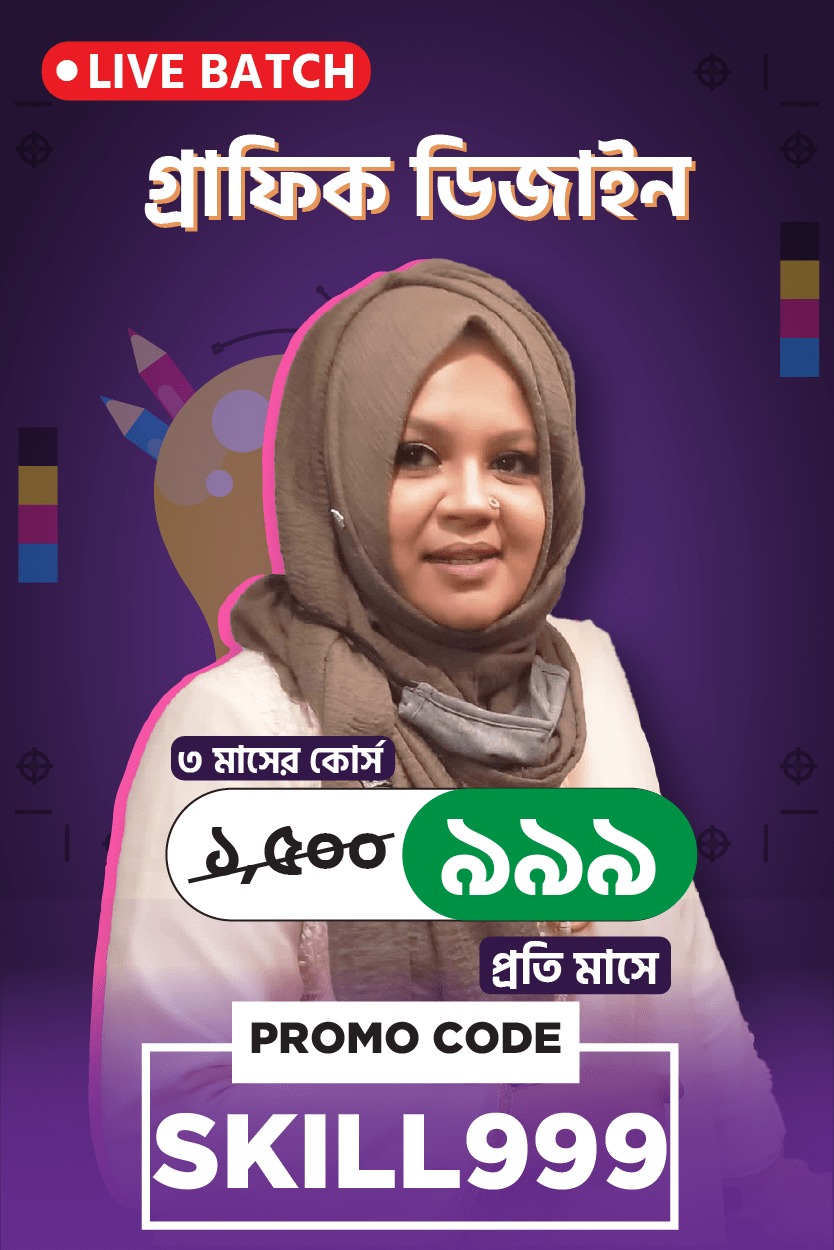 LIVE BATCH
গ্রাফিক ডিজাইন
৩ মাসের কোর্স
১,৫০০ ৯৯৯
প্রতি মাসে
PROMO CODE
SKILL999